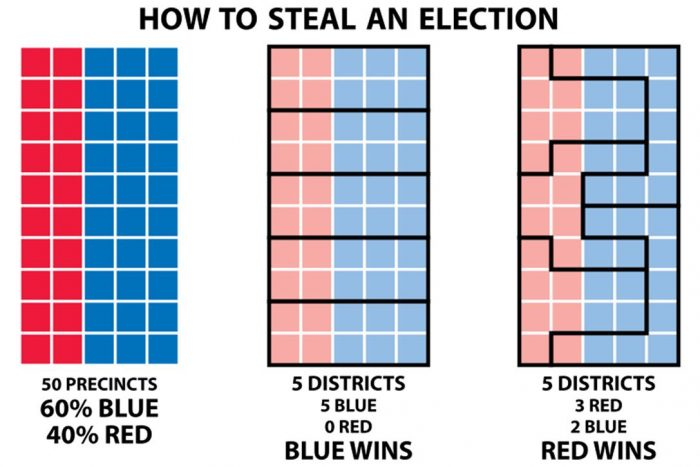 HOW TO STEAL AN ELECTION
50 PRECINCTS
60% BLUE
40% RED
5 DISTRICTS
5 BLUE
0 RED
BLUE WINS
5 DISTRICTS
3 RED
2 BLUE
RED WINS